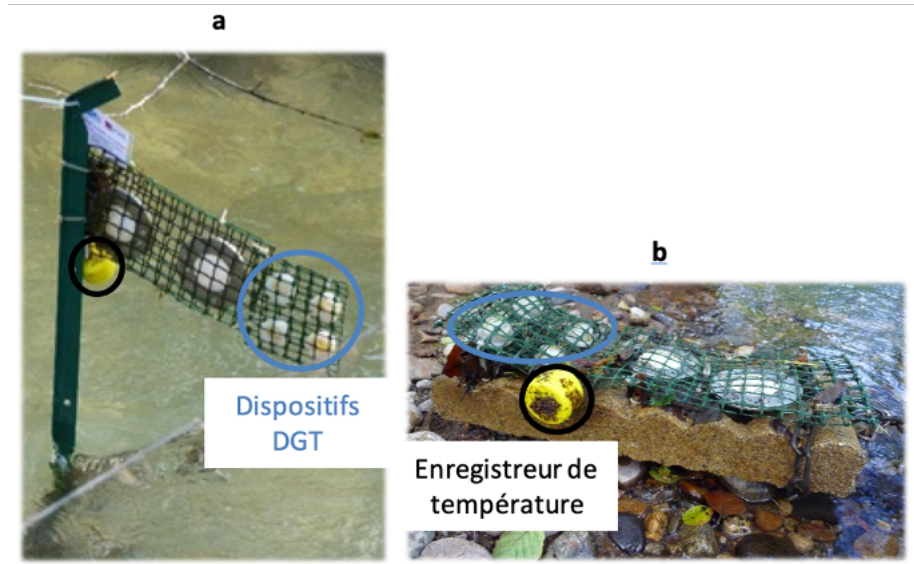 a
Dispositifs
DGT
b
Enregistreur de
température